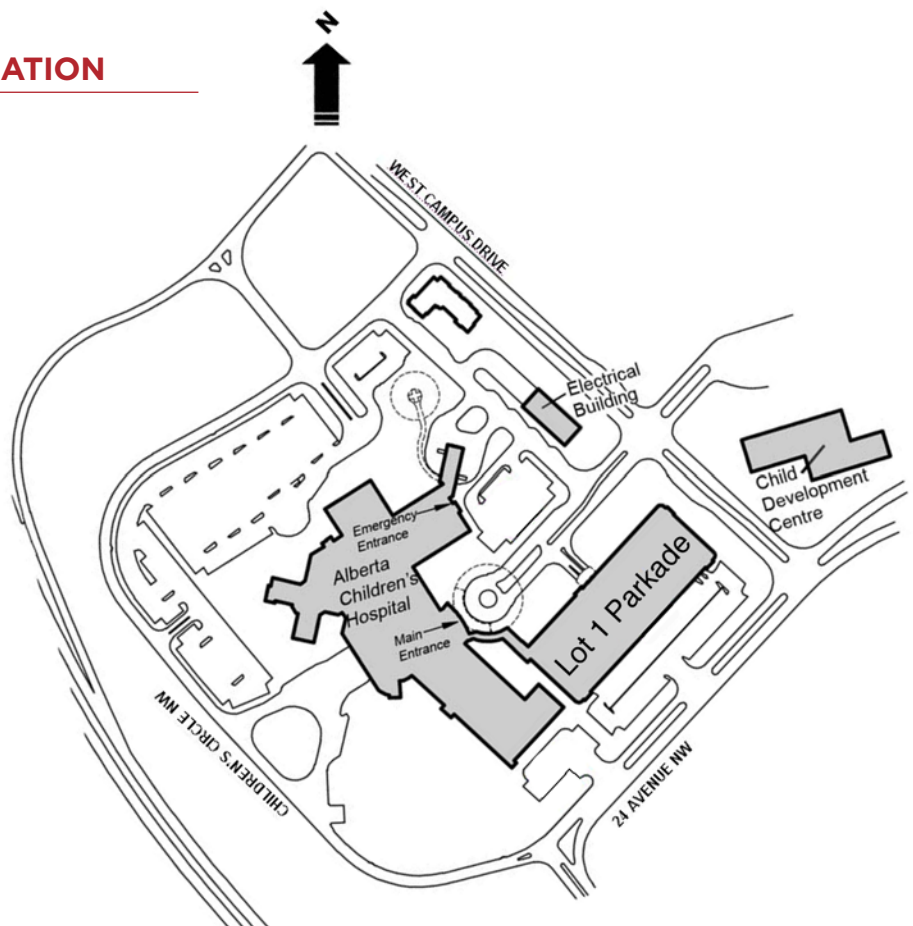 N
ATION
WEST CAMPUS DRIVE
Electrical
Building
Child
Development
Centre
Emergency
Entrance
Alberta
Children's
Hospital
Main
Entrance
Lot 1 Parkade
CHILDREN'S CIRCLE NW
24 AVENUE NW